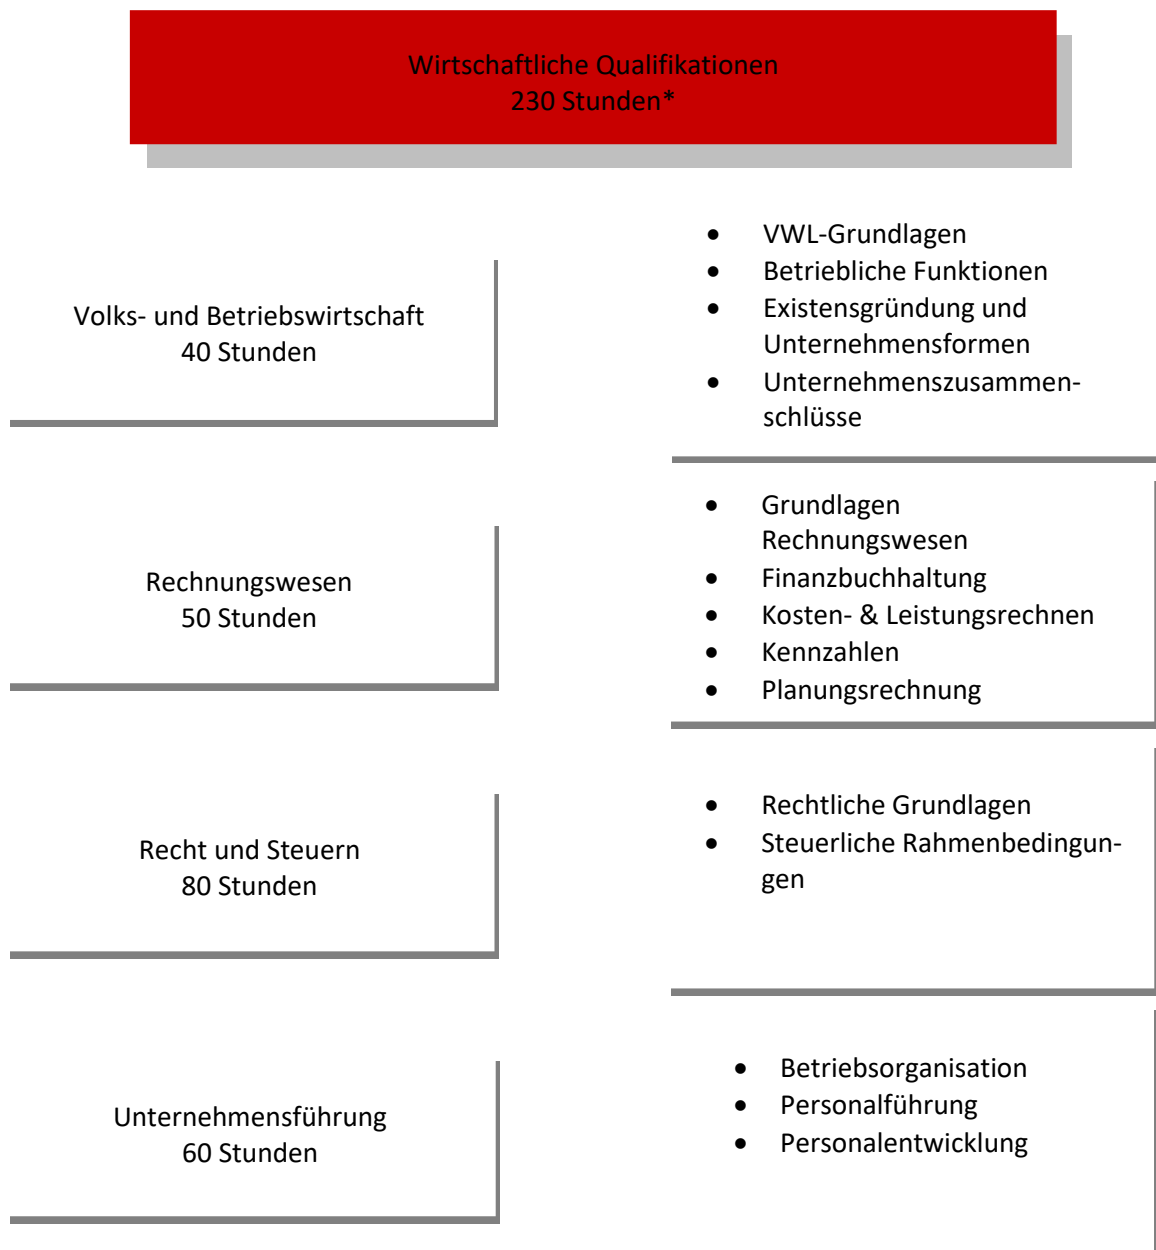 Wirtschaftliche Qualifikationen
230 Stunden*
Volks- und Betriebswirtschaft
40 Stunden
• VWL-Grundlagen
• Betriebliche Funktionen
• Existensgründung und
Unternehmensformen
• Unternehmenszusammen-
schlüsse
Rechnungswesen
50 Stunden
• Grundlagen
Rechnungswesen
• Finanzbuchhaltung
• Kosten- & Leistungsrechnen
• Kennzahlen
• Planungsrechnung
Recht und Steuern
80 Stunden
• Rechtliche Grundlagen
• Steuerliche Rahmenbedingun-
gen
Unternehmensführung
60 Stunden
• Betriebsorganisation
• Personalführung
• Personalentwicklung